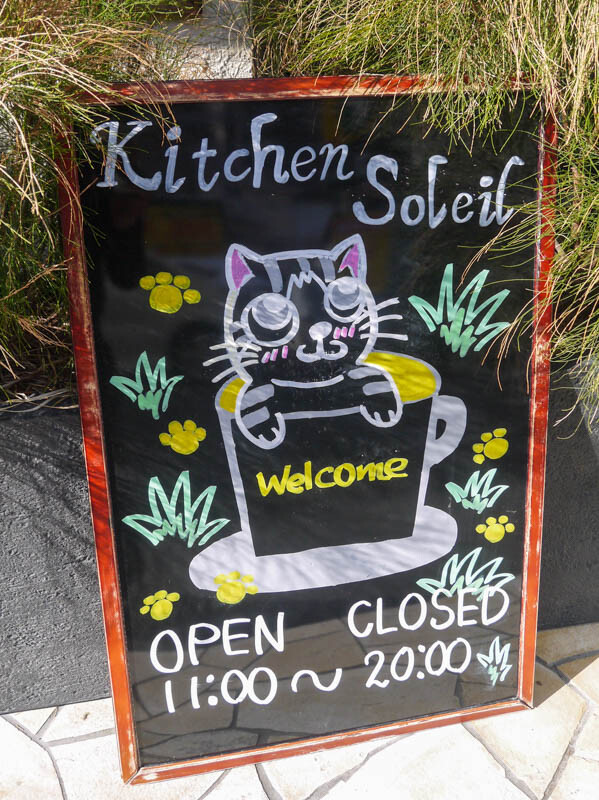 Kitchen
Soleil
Welcome
OPEN CLOSED
11:00～20:00